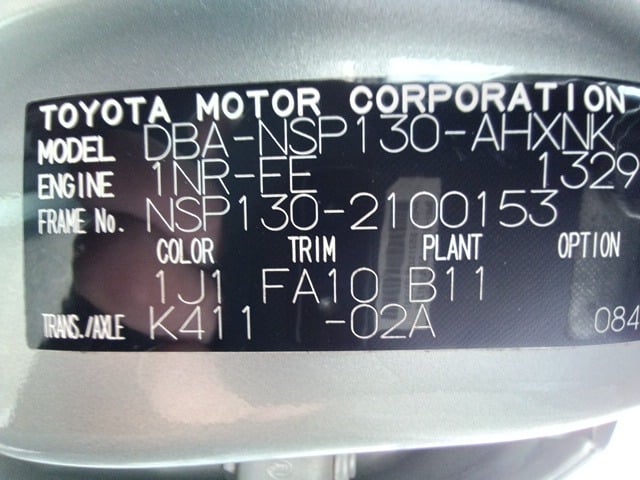 TOYOTA MOTOR CORPORATION
MODEL DBA-NSP130-AHXNK
ENGINE 1NR-FE 1329
FRAME No. NSP130-2100153
COLOR TRIM PLANT OPTION
1J1 FA10 B11
TRANS./AXLE K411 -02A 084